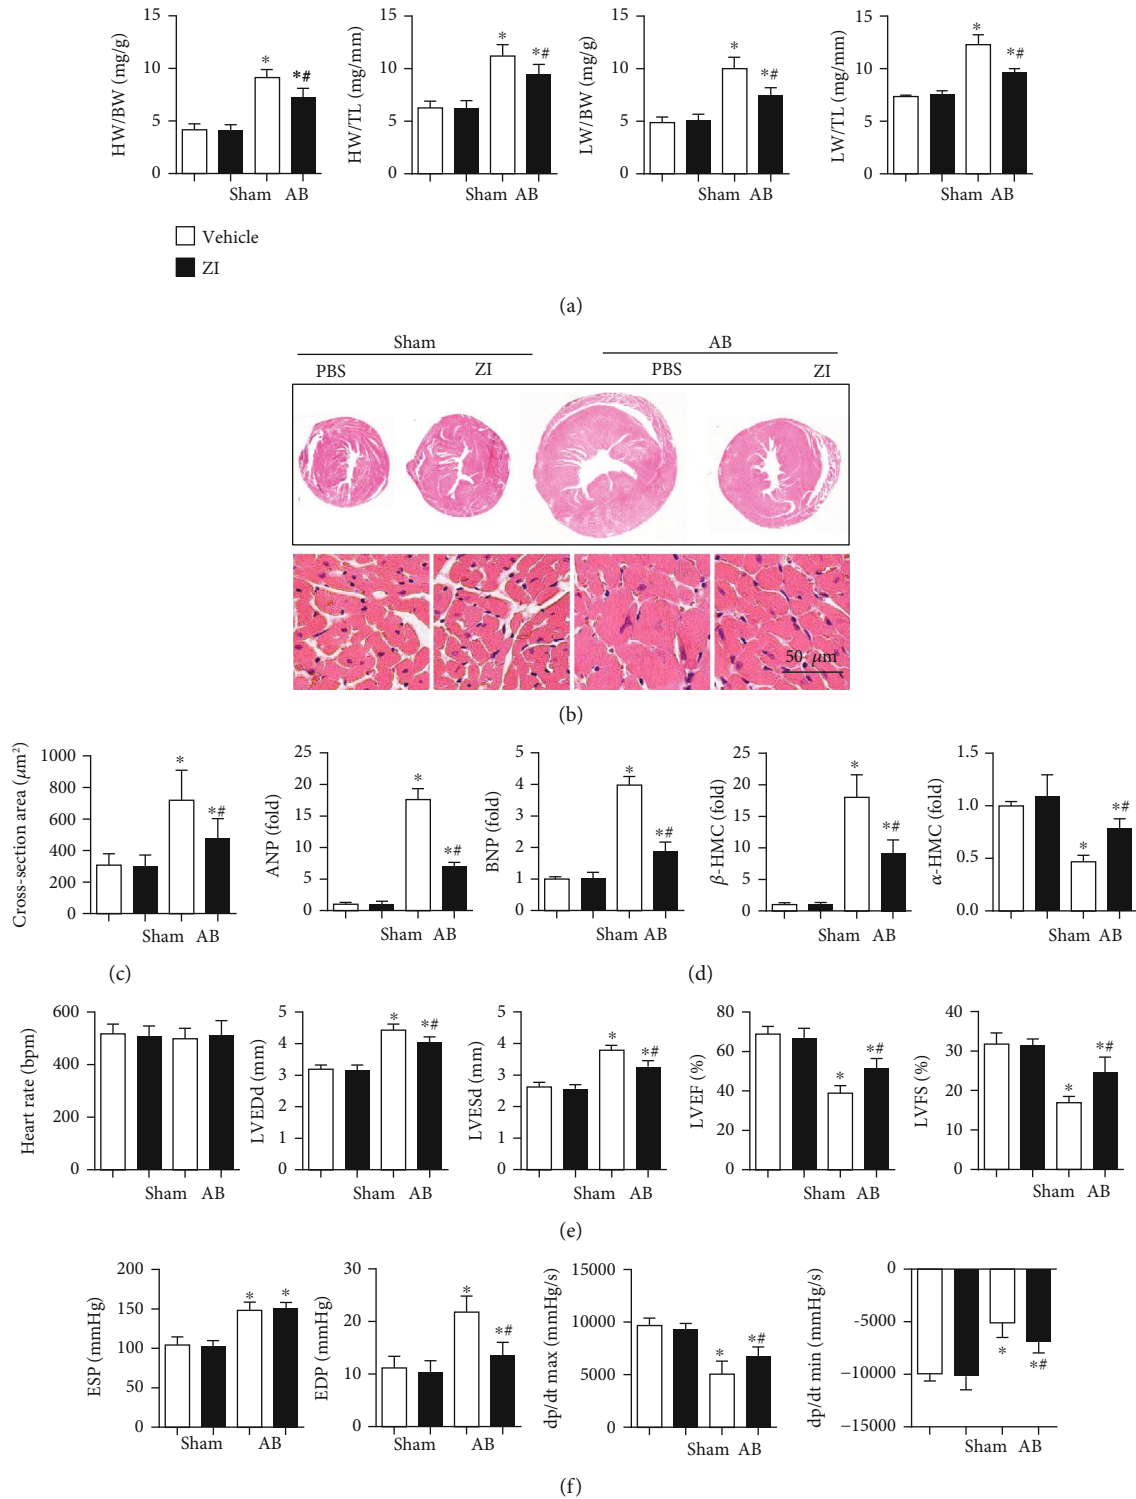 15
10
5
0
HW/BW (mg/g)
*
*#
Sham AB
15
10
5
0
HW/TL (mg/mm)
*
*#
Sham AB
15
10
5
0
LW/BW (mg/g)
*
*#
Sham AB
15
10
5
0
LW/TL (mg/mm)
*
*#
Sham AB
Vehicle
ZI
(a)
Sham AB
PBS ZI PBS ZI
50 μm
(b)
1000
800
600
400
200
0
Cross-section area (μm²)
*
*#
Sham AB
(c)
25
20
15
10
5
0
ANP (fold)
*
*#
Sham AB
5
4
3
2
1
0
BNP (fold)
*
*#
Sham AB
25
20
15
10
5
0
β-HMC (fold)
*
*#
Sham AB
1.5
1.0
0.5
0.0
α-HMC (fold)
*
*#
Sham AB
(d)
600
400
200
0
Heart rate (bpm)
Sham AB
5
4
3
2
1
0
LVEDd (mm)
*
*#
Sham AB
5
4
3
2
1
0
LVESd (mm)
*
*#
Sham AB
80
60
40
20
0
LVEF (%)
*
*#
Sham AB
40
30
20
10
0
LVFS (%)
*
*#
Sham AB
(e)
200
150
100
50
0
ESP (mmHg)
*
*
Sham AB
30
20
10
0
EDP (mmHg)
*
*#
Sham AB
15000
10000
5000
0
dp/dt max (mmHg/s)
*
*#
Sham AB
0
−5000
−10000
−15000
dp/dt min (mmHg/s)
*
*#
Sham AB
(f)